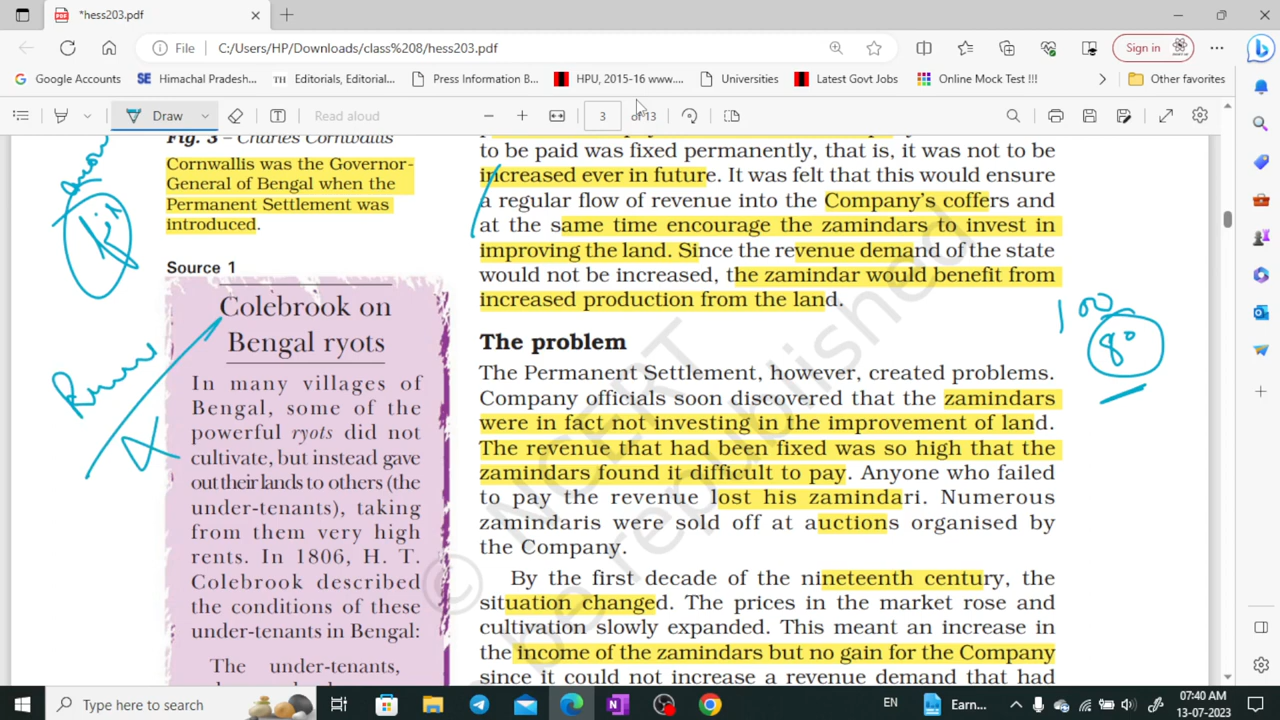 *hess203.pdf
File
C:/Users/HP/Downloads/class%208/hess203.pdf
Sign in
Google Accounts
SE Himachal Pradesh...
TH Editorials, Editorial...
Press Information B...
HPU, 2015-16 www....
Universities
Latest Govt Jobs
Online Mock Test !!!
Other favorites
Draw
Read aloud
3
of 13
Fig. 3 – Charles Cornwallis
Cornwallis was the Governor-
General of Bengal when the
Permanent Settlement was
introduced.
Source 1
Colebrook on
Bengal ryots
In many villages of
Bengal, some of the
powerful ryots did not
cultivate, but instead gave
out their lands to others (the
under-tenants), taking
from them very high
rents. In 1806, H. T.
Colebrook described
the conditions of these
under-tenants in Bengal:
The under-tenants,
to be paid was fixed permanently, that is, it was not to be
increased ever in future. It was felt that this would ensure
a regular flow of revenue into the Company's coffers and
at the same time encourage the zamindars to invest in
improving the land. Since the revenue demand of the state
would not be increased, the zamindar would benefit from
increased production from the land.
The problem
The Permanent Settlement, however, created problems.
Company officials soon discovered that the zamindars
were in fact not investing in the improvement of land.
The revenue that had been fixed was so high that the
zamindars found it difficult to pay. Anyone who failed
to pay the revenue lost his zamindari. Numerous
zamindaris were sold off at auctions organised by
the Company.
By the first decade of the nineteenth century, the
situation changed. The prices in the market rose and
cultivation slowly expanded. This meant an increase in
the income of the zamindars but no gain for the Company
since it could not increase a revenue demand that had
100
80
© NCERT
be republished
Type here to search
EN
Earn...
07:40 AM
13-07-2023